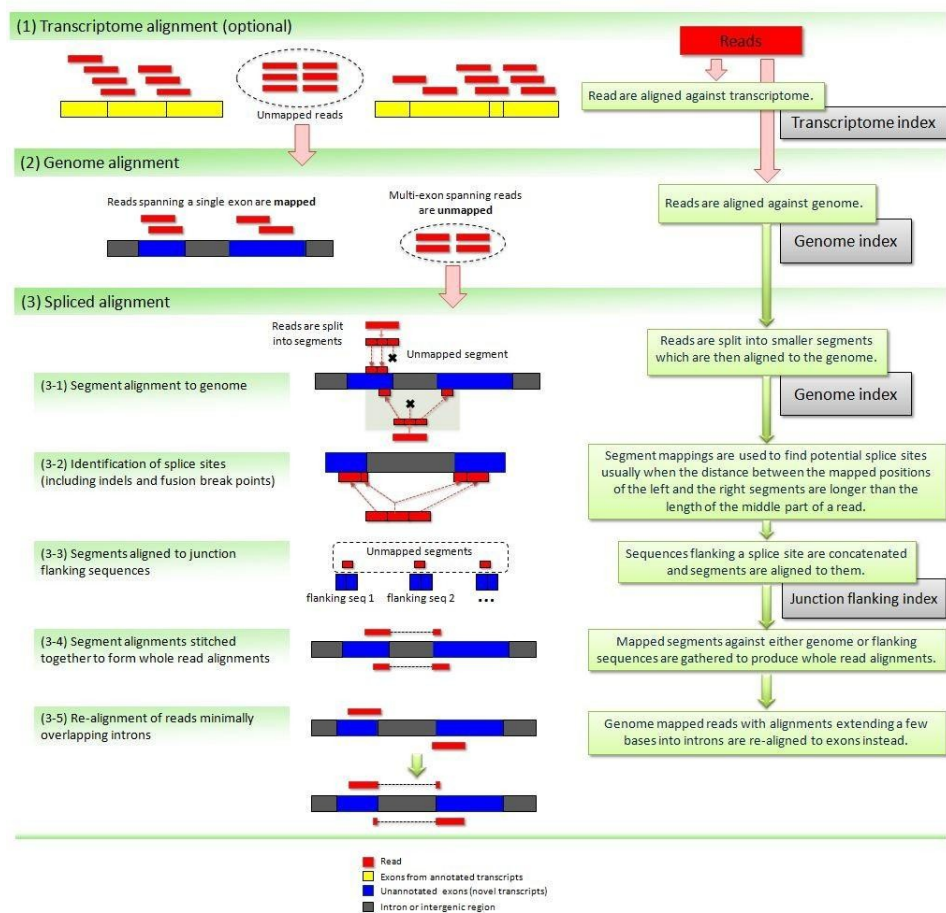 (1) Transcriptome alignment (optional)
Unmapped reads
Reads
Read are aligned against transcriptome.
Transcriptome index
(2) Genome alignment
Reads spanning a single exon are mapped
Multi-exon spanning reads
are unmapped
Reads are aligned against genome.
Genome index
(3) Spliced alignment
Reads are split
into segments
Unmapped segment
(3-1) Segment alignment to genome
Reads are split into smaller segments
which are then aligned to the genome.
Genome index
(3-2) Identification of splice sites
(including indels and fusion break points)
Segment mappings are used to find potential splice sites
usually when the distance between the mapped positions
of the left and the right segments are longer than the
length of the middle part of a read.
(3-3) Segments aligned to junction
flanking sequences
Unmapped segments
flanking seq 1
flanking seq 2
...
Sequences flanking a splice site are concatenated
and segments are aligned to them.
Junction flanking index
(3-4) Segment alignments stitched
together to form whole read alignments
Mapped segments against either genome or flanking
sequences are gathered to produce whole read alignments.
(3-5) Re-alignment of reads minimally
overlapping introns
Genome mapped reads with alignments extending a few
bases into introns are re-aligned to exons instead.
Read
Exons from annotated transcripts
Unannotated exons (novel transcripts)
Intron or intergenic region